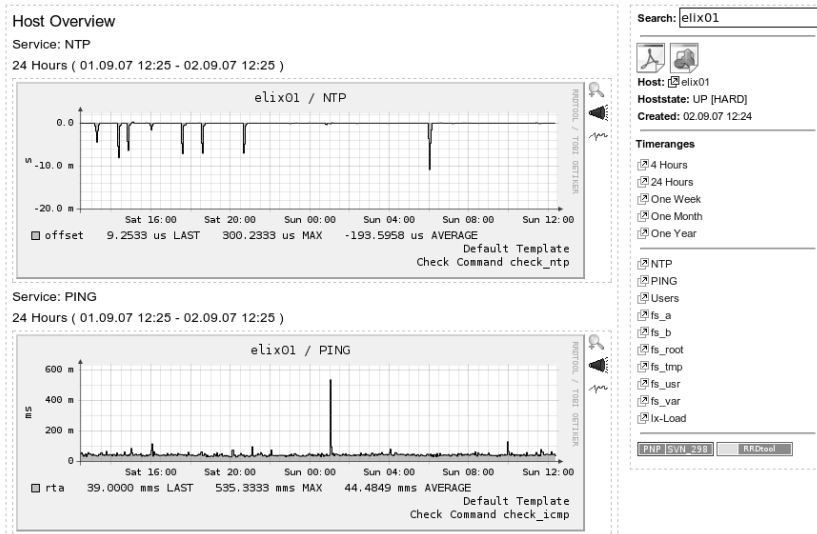 Host Overview
Service: NTP
24 Hours ( 01.09.07 12:25 - 02.09.07 12:25 )
elix01 / NTP
RRDTOOL / TOBI OETIKER
s
0.0
-10.0 m
-20.0 m
Sat 16:00 Sat 20:00 Sun 00:00 Sun 04:00 Sun 08:00 Sun 12:00
offset 9.2533 us LAST 300.2333 us MAX -193.5958 us AVERAGE
Default Template
Check Command check_ntp
Service: PING
24 Hours ( 01.09.07 12:25 - 02.09.07 12:25 )
elix01 / PING
RRDTOOL / TOBI OETIKER
ms
600 m
400 m
200 m
0
Sat 16:00 Sat 20:00 Sun 00:00 Sun 04:00 Sun 08:00 Sun 12:00
rta 39.0000 mms LAST 535.3333 mms MAX 44.4849 mms AVERAGE
Default Template
Check Command check_icmp
Search: elix01
Host: elix01
Hoststate: UP [HARD]
Created: 02.09.07 12:24
Timeranges
4 Hours
24 Hours
One Week
One Month
One Year
NTP
PING
Users
fs_a
fs_b
fs_root
fs_tmp
fs_usr
fs_var
lx-Load
PNP SVN_298 RRDtool